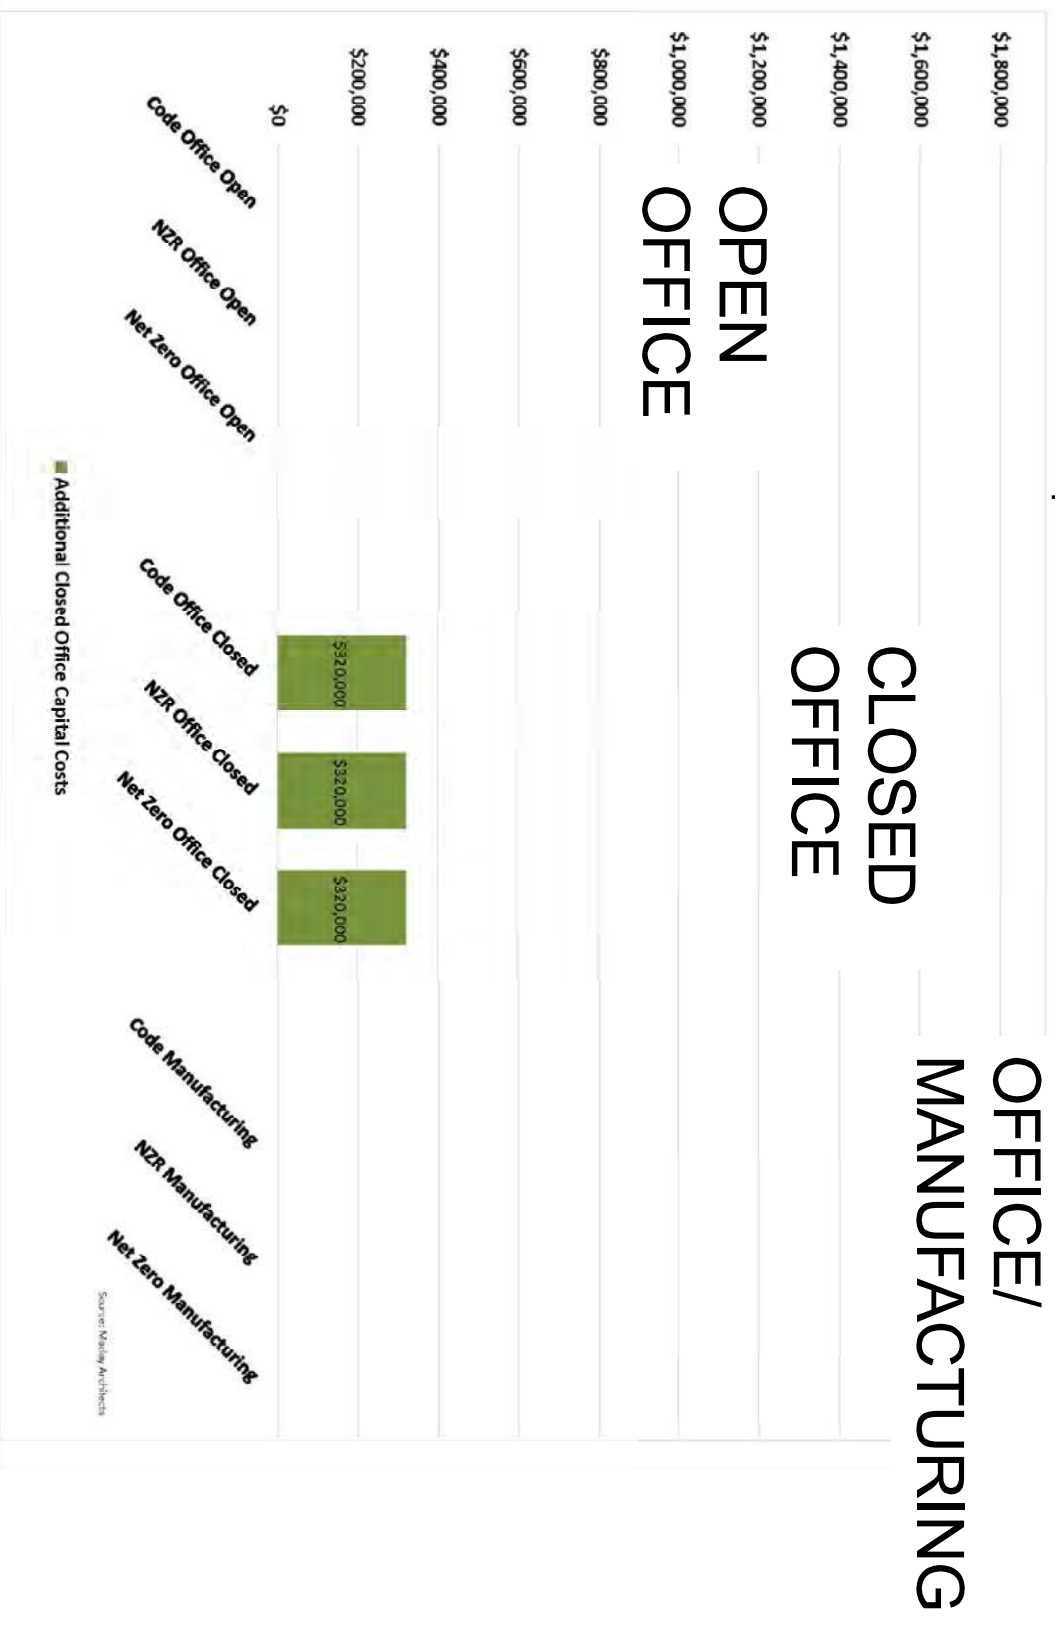 OPEN
OFFICE
CLOSED
OFFICE
OFFICE/
MANUFACTURING
$1,800,000
$1,600,000
$1,400,000
$1,200,000
$1,000,000
$800,000
$600,000
$400,000
$200,000
$0
$320,000
$320,000
$320,000
Code Office Open
NZR Office Open
Net Zero Office Open
Code Office Closed
NZR Office Closed
Net Zero Office Closed
Code Manufacturing
NZR Manufacturing
Net Zero Manufacturing
Source: Maclay Architects
Additional Closed Office Capital Costs